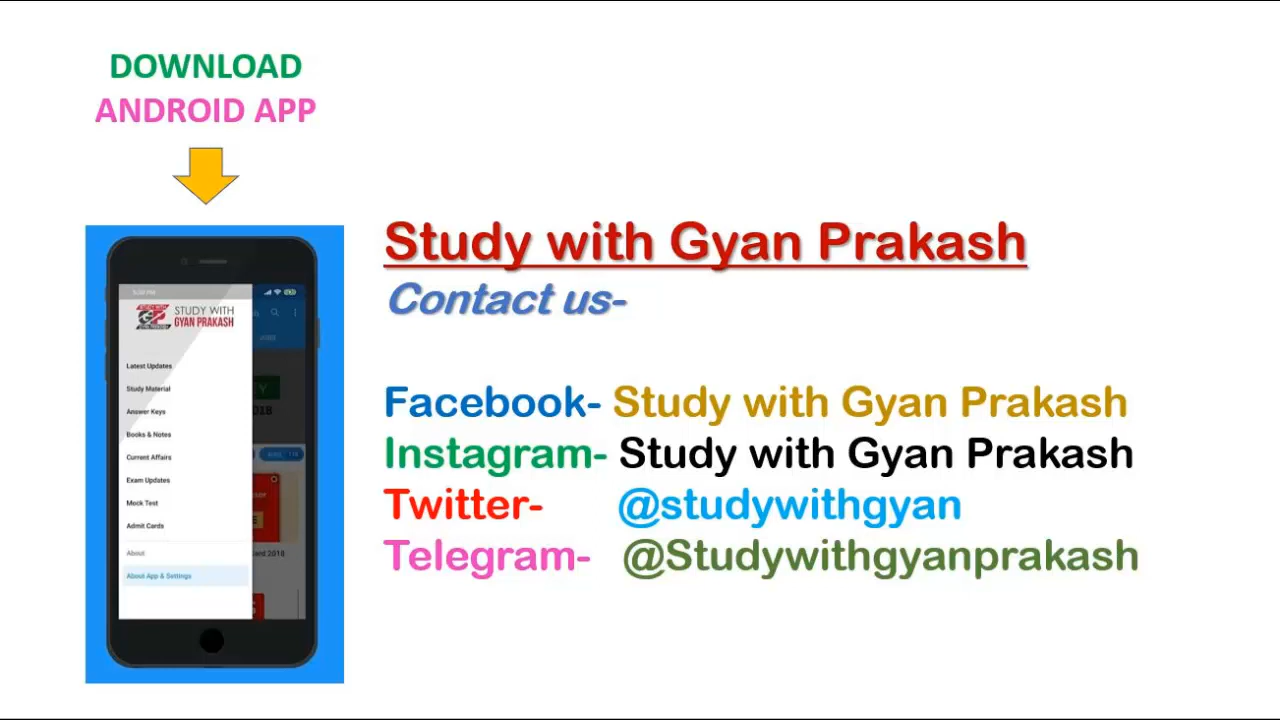 DOWNLOAD
ANDROID APP
STUDY WITH
GYAN PRAKASH
Latest Updates
Study Material
Answer Keys
Books & Notes
Current Affairs
Exam Updates
Mock Test
Admit Cards
About
About App & Settings
2018
Study with Gyan Prakash
Contact us-
Facebook- Study with Gyan Prakash
Instagram- Study with Gyan Prakash
Twitter- @studywithgyan
Telegram- @Studywithgyanprakash